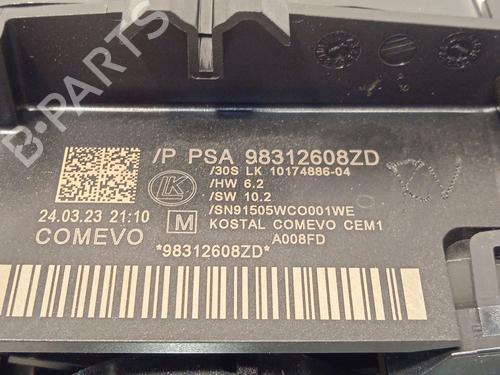 /P PSA 98312608ZD
/30S LK 10174886-04
/HW 6.2
/SW 10.2
/SN91505WCO001WE
LK
M
24.03.23 21:10
KOSTAL COMEVO CEM1
COMEVO
A008FD
*98312608ZD*
B-PARTS